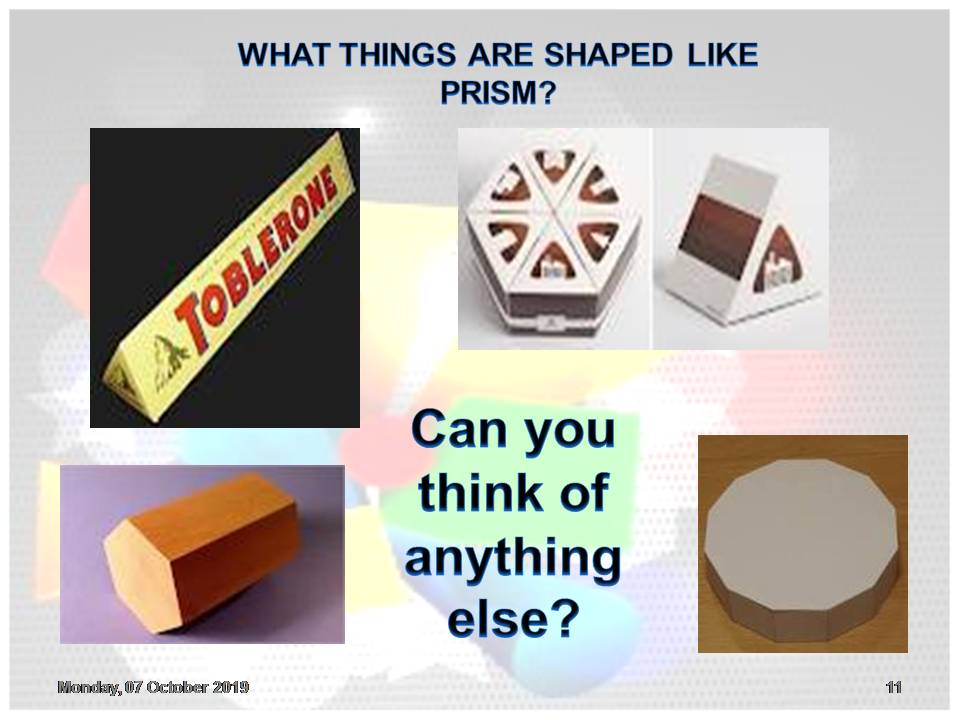 WHAT THINGS ARE SHAPED LIKE
PRISM?
TOBLERONE
Can you
think of
anything
else?
Monday, 07 October 2019
11